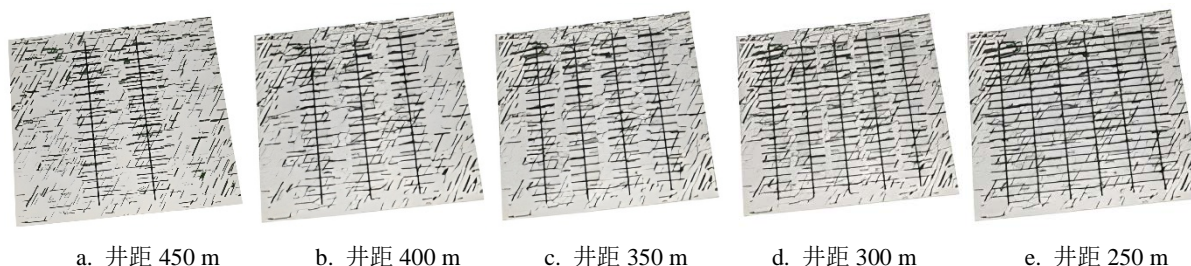 a. 井距 450 m
b. 井距 400 m
c. 井距 350 m
d. 井距 300 m
e. 井距 250 m